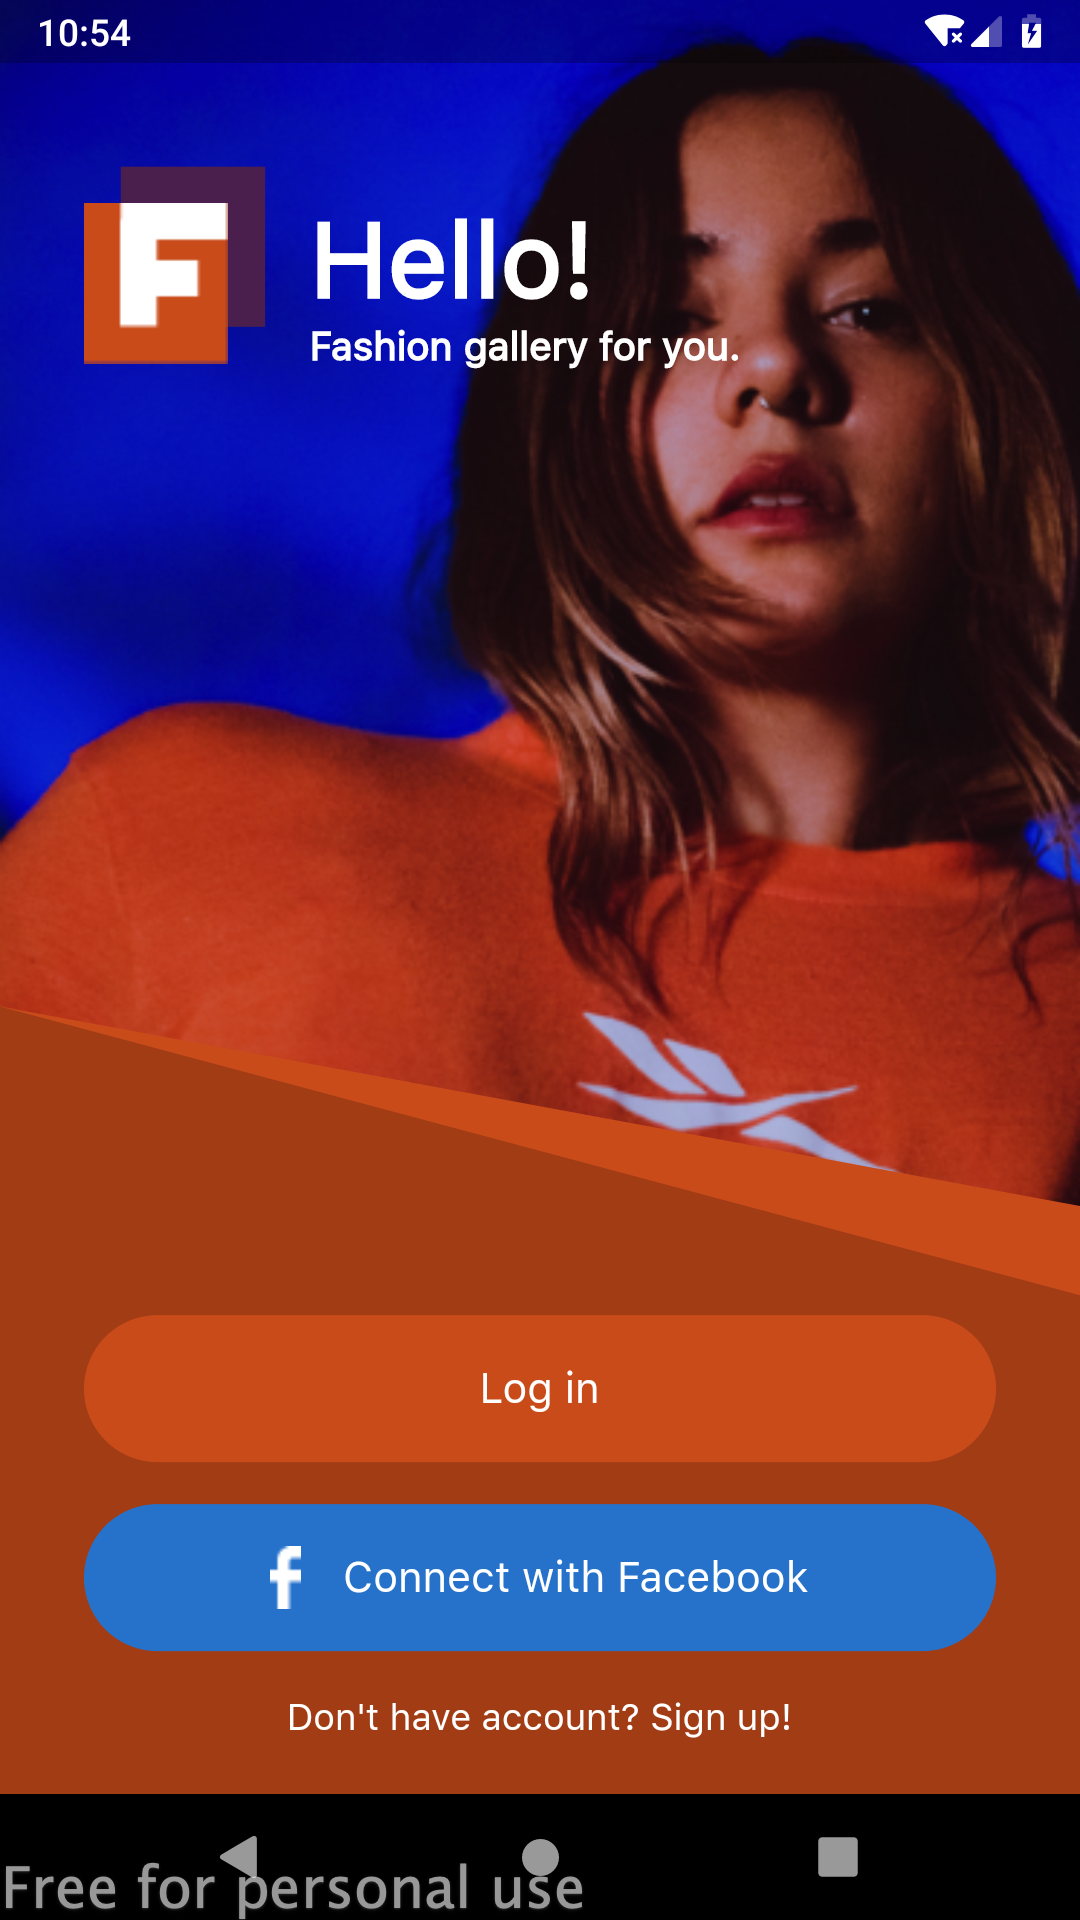 10:54
F
Hello!
Fashion gallery for you.
Log in
f Connect with Facebook
Don't have account? Sign up!
Free for personal use